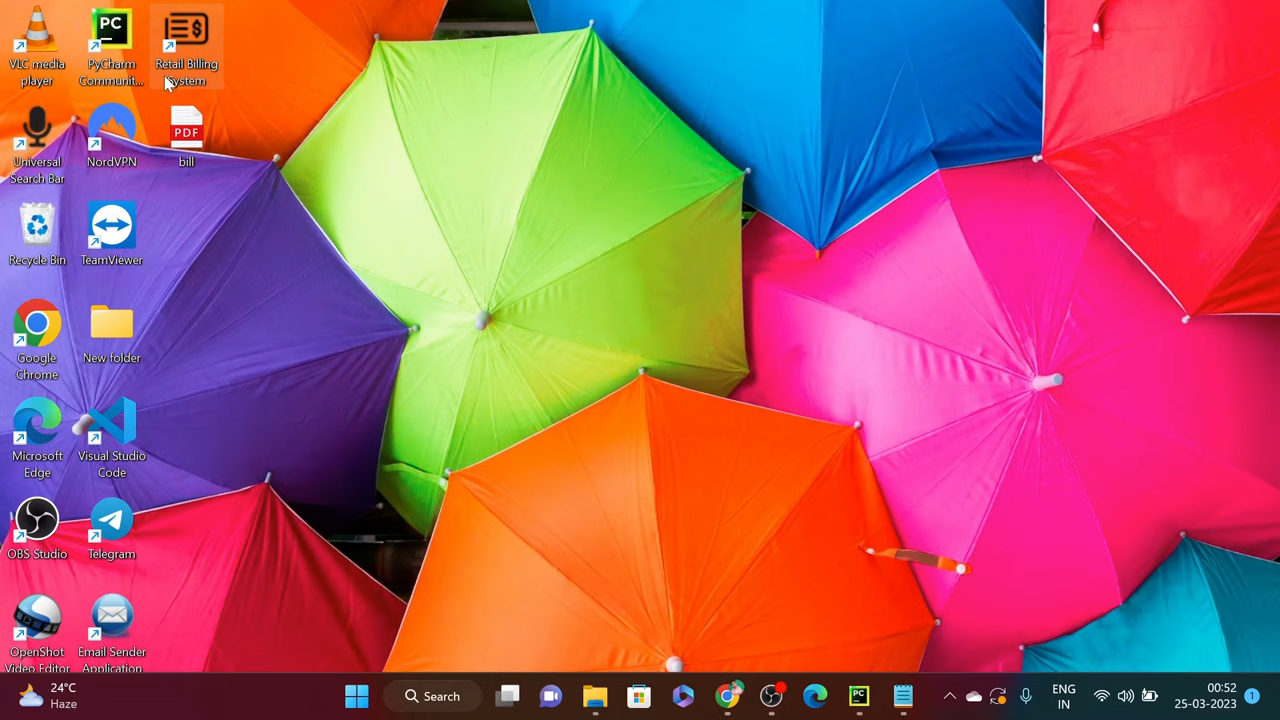 VLC media
player
PC
PyCharm
Communit...
$
Retail Billing
System
Universal
Search Bar
NordVPN
PDF
bill
Recycle Bin
TeamViewer
Google
Chrome
New folder
Microsoft
Edge
Visual Studio
Code
OBS Studio
Telegram
OpenShot
Video Editor
Email Sender
Application
24°C
Haze
Search
PC
ENG
IN
00:52
25-03-2023
1